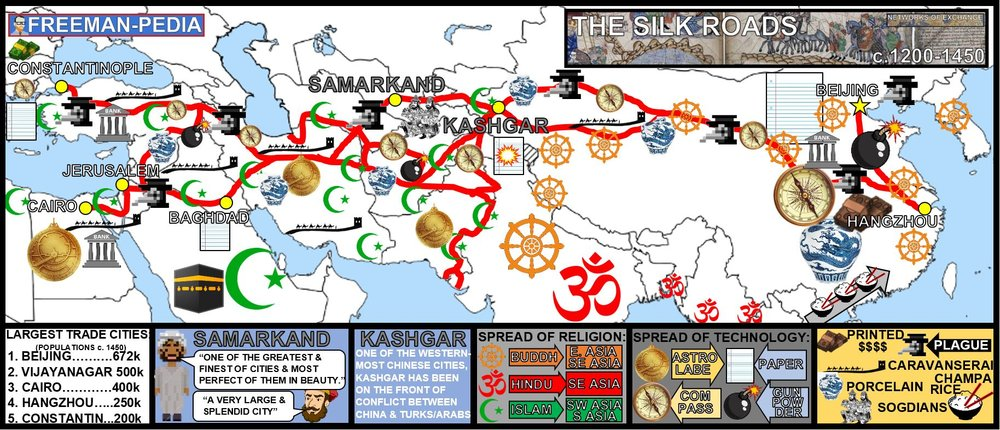 FREEMAN-PEDIA
THE SILK ROADS
NETWORKS OF EXCHANGE
c.1200-1450
CONSTANTINOPLE
BANK
SAMARKAND
KASHGAR
BEIJING
BANK
JERUSALEM
CAIRO
BANK
BAGHDAD
HANGZHOU
LARGEST TRADE CITIES:
(POPULATIONS c. 1450)
1. BEIJING...........672k
2. VIJAYANAGAR 500k
3. CAIRO..............400k
4. HANGZHOU.....250k
5. CONSTANTIN...200k
SAMARKAND
“ONE OF THE GREATEST &
FINEST OF CITIES & MOST
PERFECT OF THEM IN BEAUTY.”
“A VERY LARGE &
SPLENDID CITY”
KASHGAR
ONE OF THE WESTERN-
MOST CHINESE CITIES,
KASHGAR HAS BEEN
ON THE FRONT OF
CONFLICT BETWEEN
CHINA & TURKS/ARABS
SPREAD OF RELIGION:
BUDDH
E. ASIA
SE ASIA
HINDU
SE ASIA
ISLAM
SW ASIA
S ASIA
SPREAD OF TECHNOLOGY:
ASTRO
LABE
PAPER
COM
PASS
GUN
POW
DER
PRINTED
$$$$
PLAGUE
CARAVANSERAI
PORCELAIN
CHAMPA
RICE
SOGDIANS